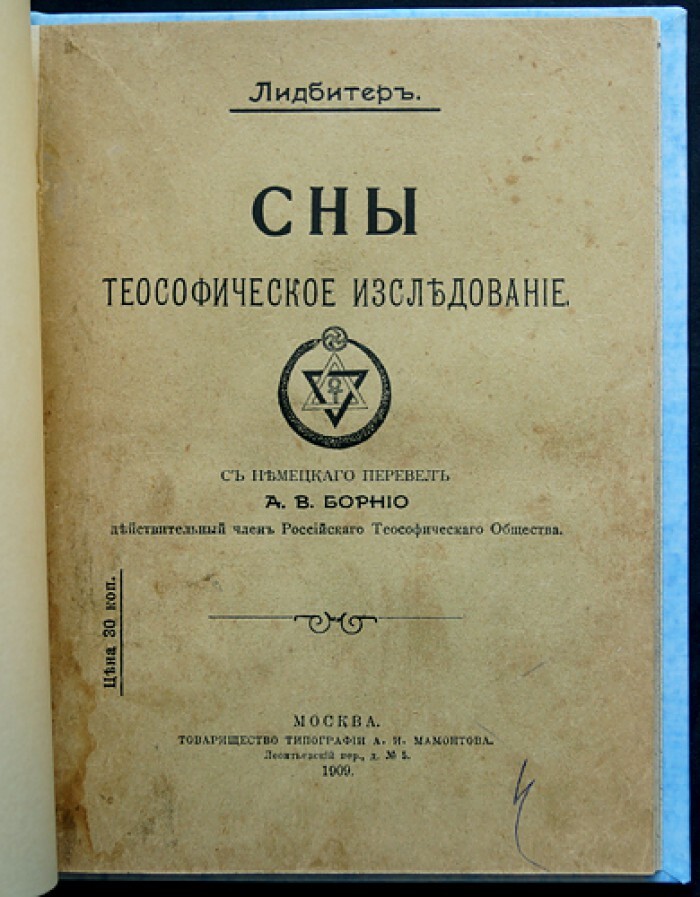 Лидбитеръ.
СНЫ
ТЕОСОФИЧЕСКОЕ ИЗСЛѢДОВАНІЕ.
СЪ НѢМЕЦКАГО ПЕРЕВЕЛЪ
А. В. БОРНІО
дѣйствительный членъ Россійскаго Теософическаго Общества.
Цѣна 30 коп.
МОСКВА.
ТОВАРИЩЕСТВО ТИПОГРАФІИ А. И. МАМОНТОВА.
Леонтьевскій пер., д. № 5.
1909.